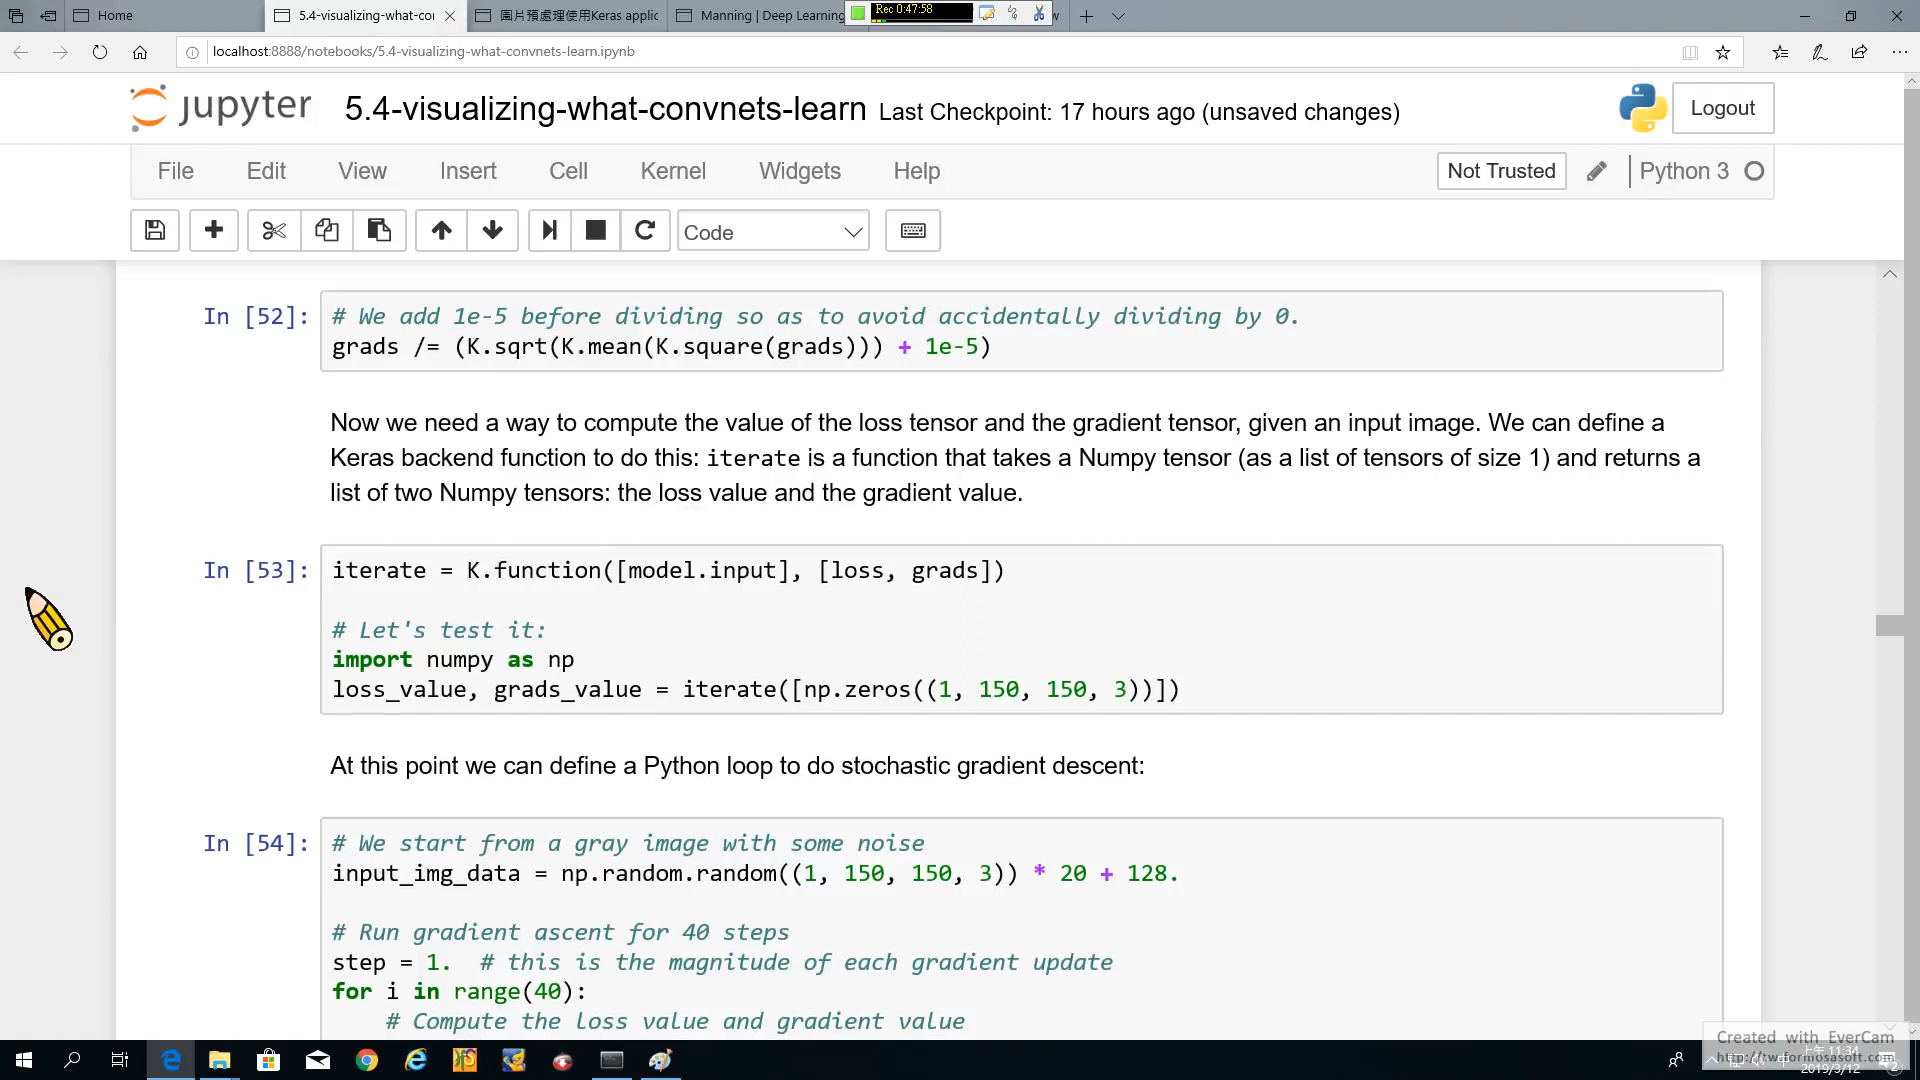 Home
5.4-visualizing-what-coi
圖片預處理使用Keras applic
Manning | Deep Learning
Rec 0:47:58
localhost:8888/notebooks/5.4-visualizing-what-convnets-learn.ipynb
jupyter
5.4-visualizing-what-convnets-learn Last Checkpoint: 17 hours ago (unsaved changes)
Logout
File Edit View Insert Cell Kernel Widgets Help
Not Trusted
Python 3
Code
In [52]:
# We add 1e-5 before dividing so as to avoid accidentally dividing by 0.
grads /= (K.sqrt(K.mean(K.square(grads))) + 1e-5)
Now we need a way to compute the value of the loss tensor and the gradient tensor, given an input image. We can define a
Keras backend function to do this: iterate is a function that takes a Numpy tensor (as a list of tensors of size 1) and returns a
list of two Numpy tensors: the loss value and the gradient value.
In [53]:
iterate = K.function([model.input], [loss, grads])
# Let's test it:
import numpy as np
loss_value, grads_value = iterate([np.zeros((1, 150, 150, 3))])
At this point we can define a Python loop to do stochastic gradient descent:
In [54]:
# We start from a gray image with some noise
input_img_data = np.random.random((1, 150, 150, 3)) * 20 + 128.
# Run gradient ascent for 40 steps
step = 1.  # this is the magnitude of each gradient update
for i in range(40):
# Compute the loss value and gradient value
Created with EverCam
http://tw.formosasoft.com
上午 11:34
2019/3/12